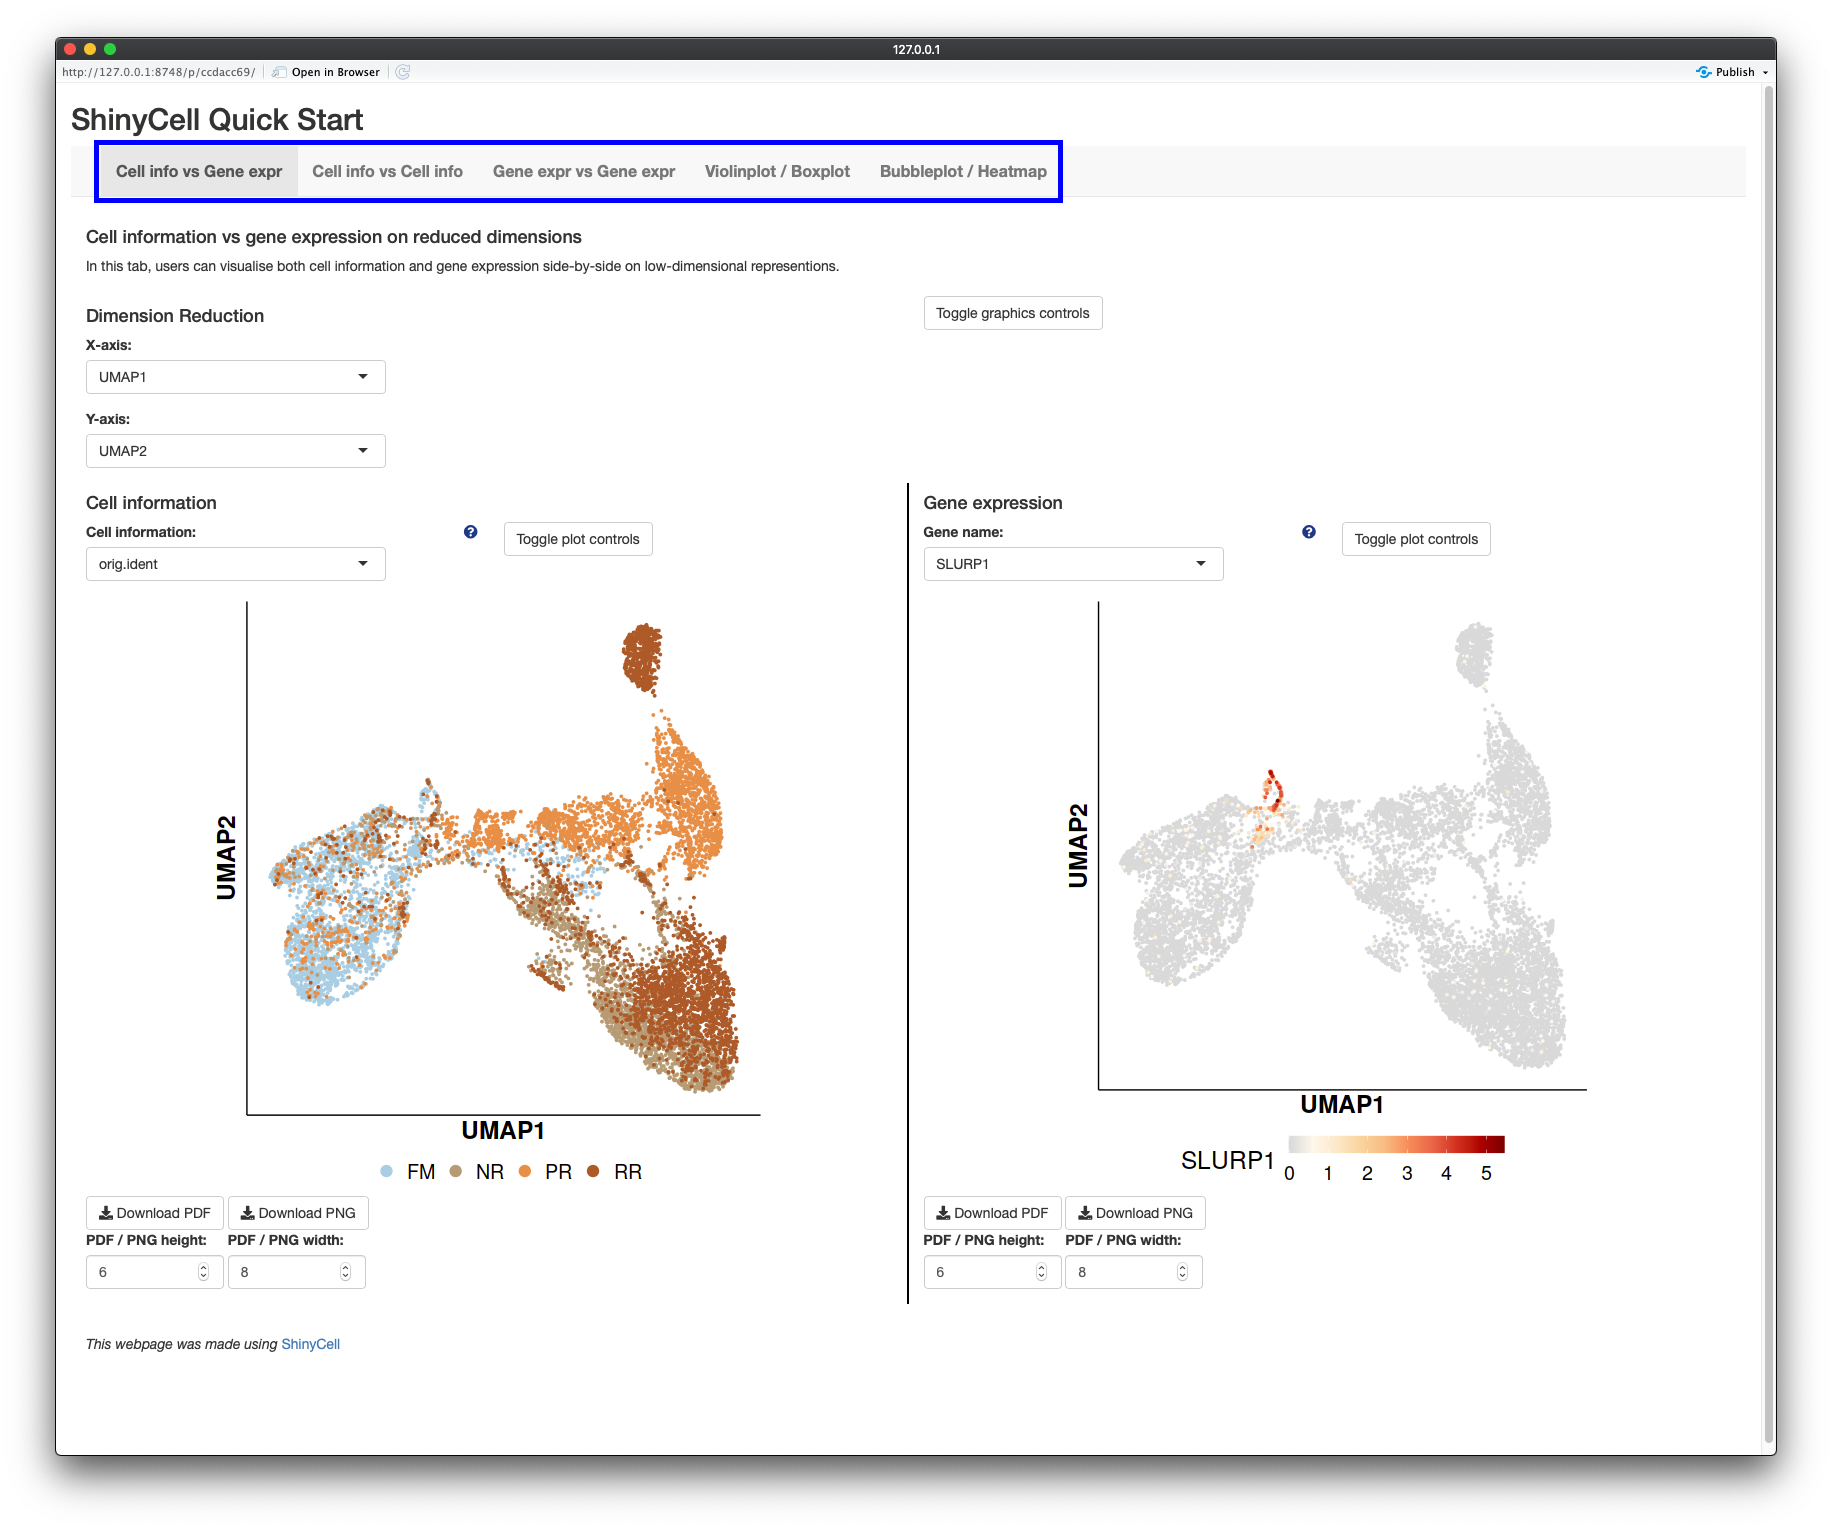 127.0.0.1
http://127.0.0.1:8748/p/ccdacc69/ Open in Browser Publish
ShinyCell Quick Start
Cell info vs Gene expr Cell info vs Cell info Gene expr vs Gene expr Violinplot / Boxplot Bubbleplot / Heatmap
Cell information vs gene expression on reduced dimensions
In this tab, users can visualise both cell information and gene expression side-by-side on low-dimensional representions.
Dimension Reduction
Toggle graphics controls
X-axis:
UMAP1
Y-axis:
UMAP2
Cell information
Cell information:
Toggle plot controls
orig.ident
UMAP2
UMAP1
FM NR PR RR
Download PDF Download PNG
PDF / PNG height: PDF / PNG width:
6 8
Gene expression
Gene name:
Toggle plot controls
SLURP1
UMAP2
UMAP1
SLURP1
0 1 2 3 4 5
Download PDF Download PNG
PDF / PNG height: PDF / PNG width:
6 8
This webpage was made using ShinyCell